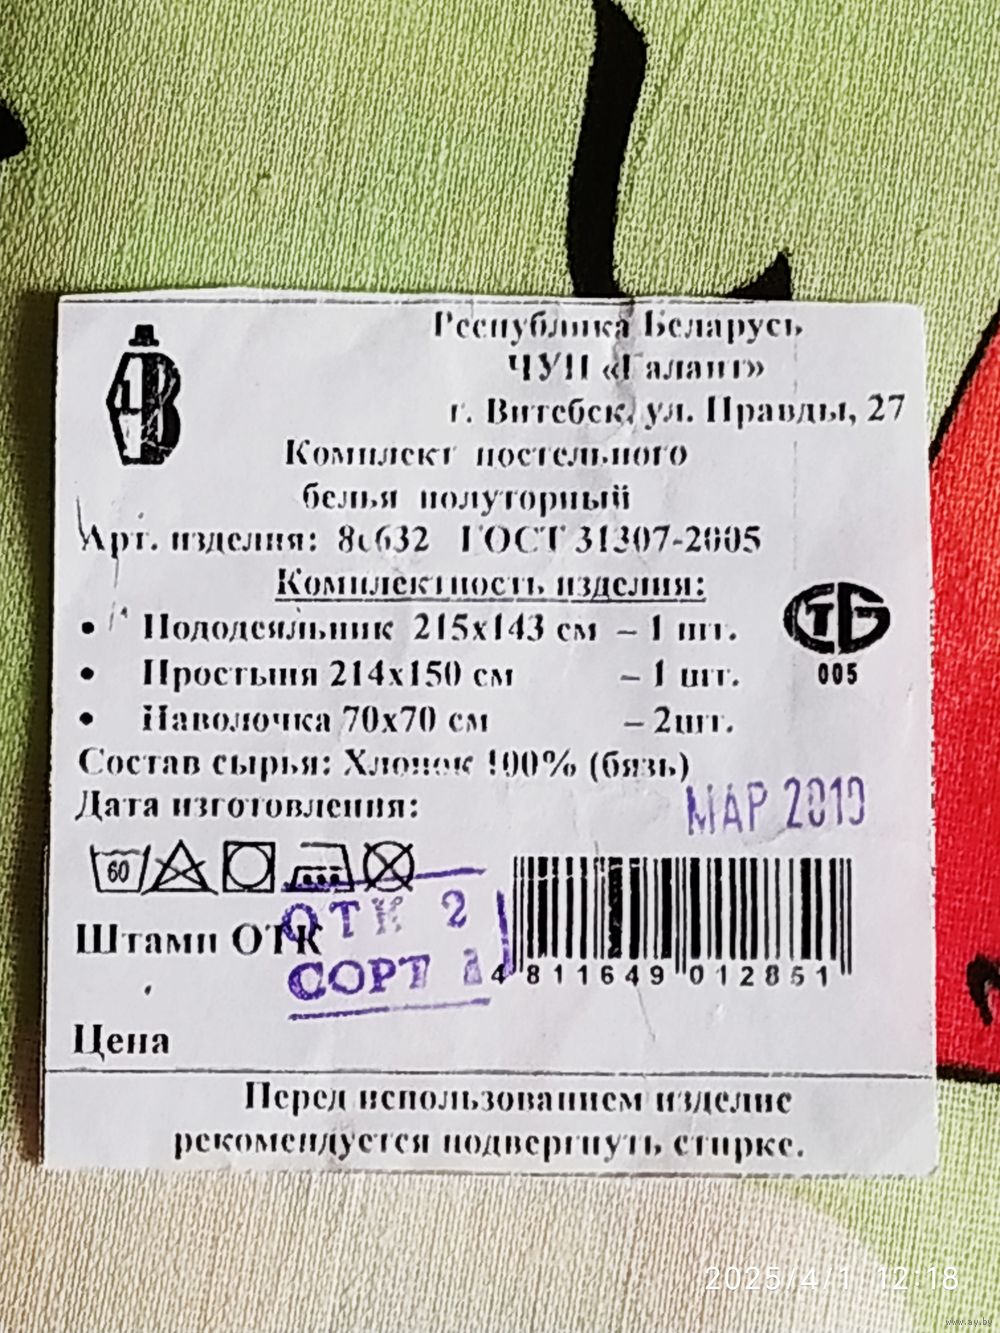 Республика Беларусь
ЧУП «Галант»
г. Витебск, ул. Правды, 27
Комплект постельного
белья полуторный
Арт. изделия: ГОСТ 31307-2005
Комплектность изделия:
• Пододеяльник 215х143 см – 1 шт.
• Простыня 214х150 см – 1 шт.
• Наволочка 70х70 см – 2шт.
СТБ
005
Состав сырья: Хлопок 100% (бязь)
Дата изготовления:
МАР 2010
60
Штамп ОТК
ОТК 2
СОРТ
4 811649 012851
Цена
Перед использованием изделие
рекомендуется подвергнуть стирке.
2025/4/1 12:18
www.ay.by